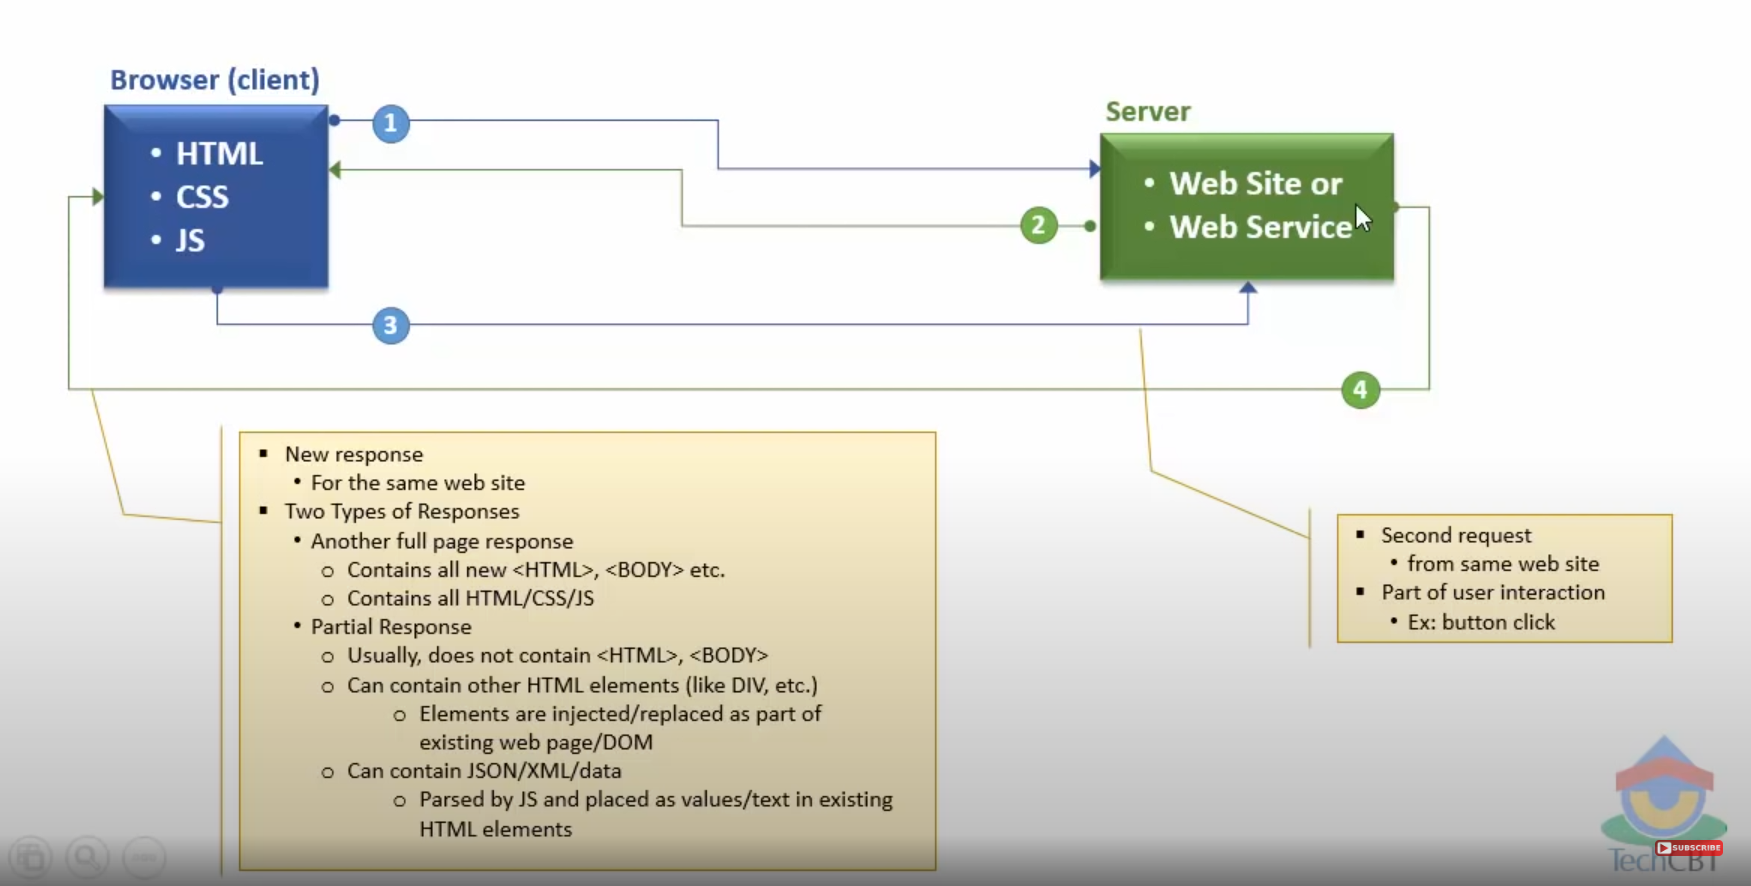 Browser (client)
• HTML
• CSS
• JS
1
2
3
4
Server
• Web Site or
• Web Service
▪ New response
• For the same web site
▪ Two Types of Responses
• Another full page response
o Contains all new <HTML>, <BODY> etc.
o Contains all HTML/CSS/JS
• Partial Response
o Usually, does not contain <HTML>, <BODY>
o Can contain other HTML elements (like DIV, etc.)
o Elements are injected/replaced as part of
existing web page/DOM
o Can contain JSON/XML/data
o Parsed by JS and placed as values/text in existing
HTML elements
▪ Second request
• from same web site
▪ Part of user interaction
• Ex: button click
SUBSCRIBE
TechCBT